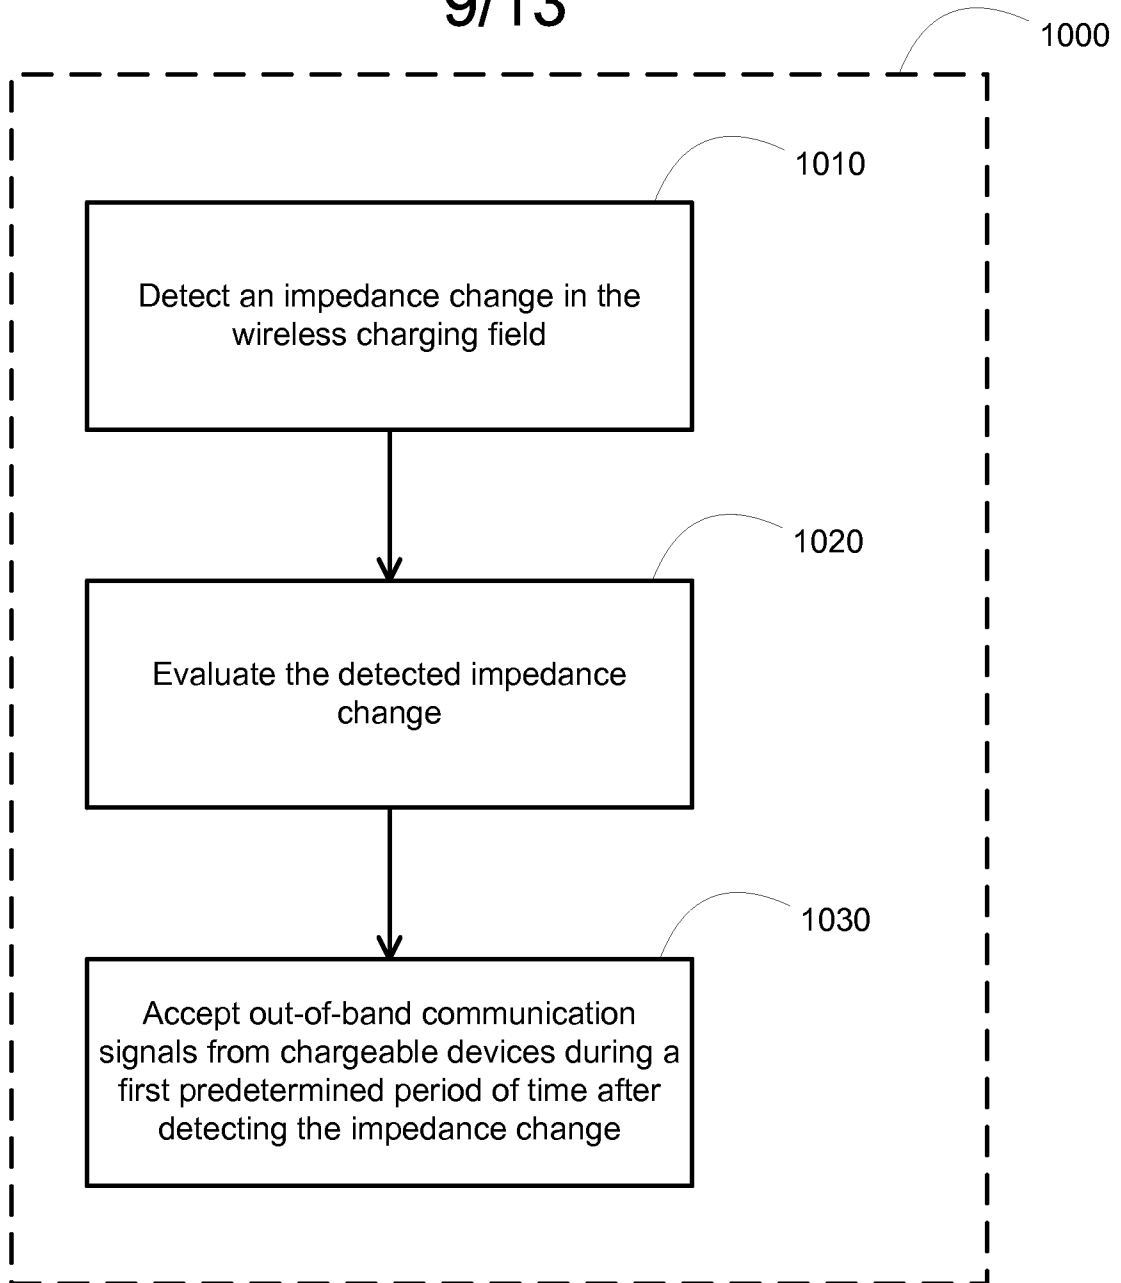 9/13
1000
1010
Detect an impedance change in the
wireless charging field
1020
Evaluate the detected impedance
change
1030
Accept out-of-band communication
signals from chargeable devices during a
first predetermined period of time after
detecting the impedance change